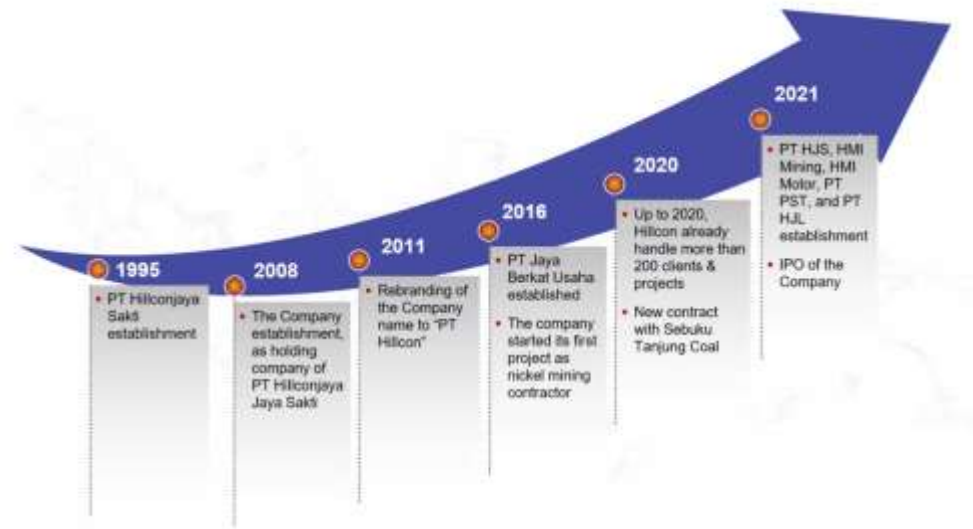 1995
• PT Hillconjaya
Sakti
establishment
2008
• The Company
establishment,
as holding
company of
PT Hillconjaya
Jaya Sakti
2011
• Rebranding of
the Company
name to "PT
Hillcon"
2016
• PT Jaya
Berkat Usaha
established
• The company
started its first
project as
nickel mining
contractor
2020
• Up to 2020,
Hillcon already
handle more than
200 clients &
projects
• New contract
with Sebuku
Tanjung Coal
2021
• PT HJS, HMI
Mining, HMI
Motor, PT
PST, and PT
HJL
establishment
• IPO of the
Company